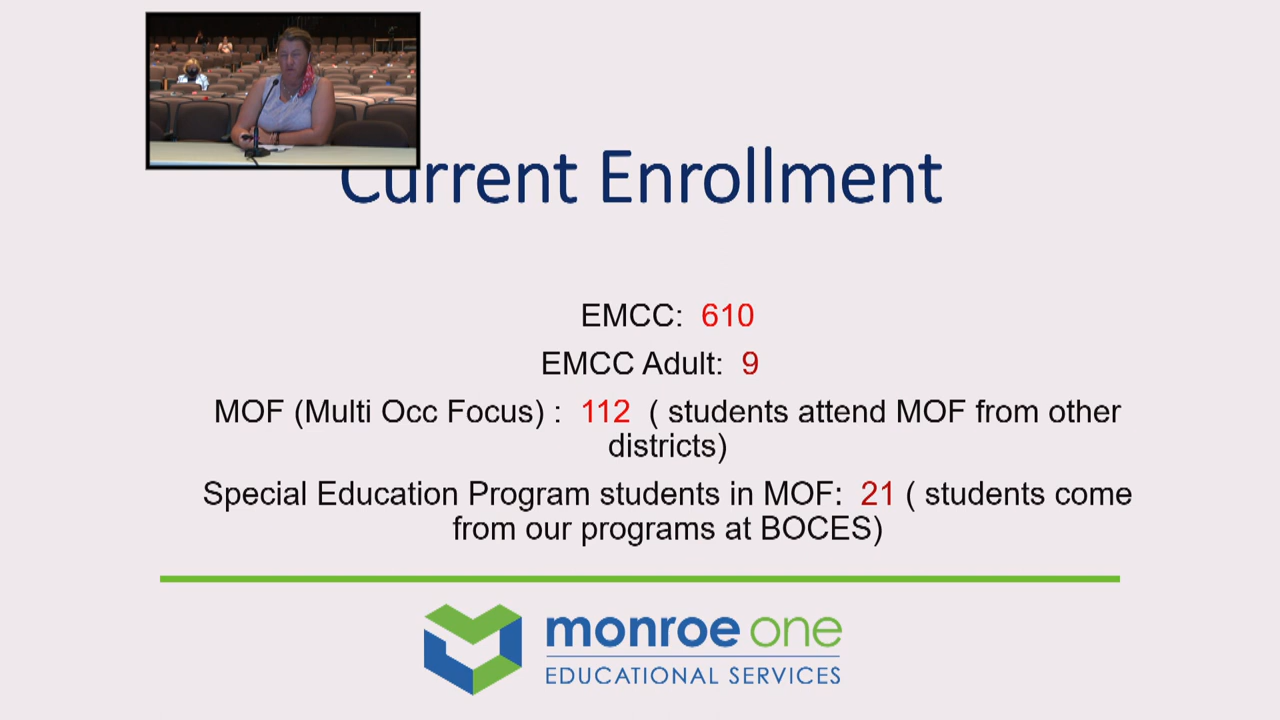 Current Enrollment
EMCC: 610
EMCC Adult: 9
MOF (Multi Occ Focus) : 112 ( students attend MOF from other
districts)
Special Education Program students in MOF: 21 ( students come
from our programs at BOCES)
monroe one
EDUCATIONAL SERVICES